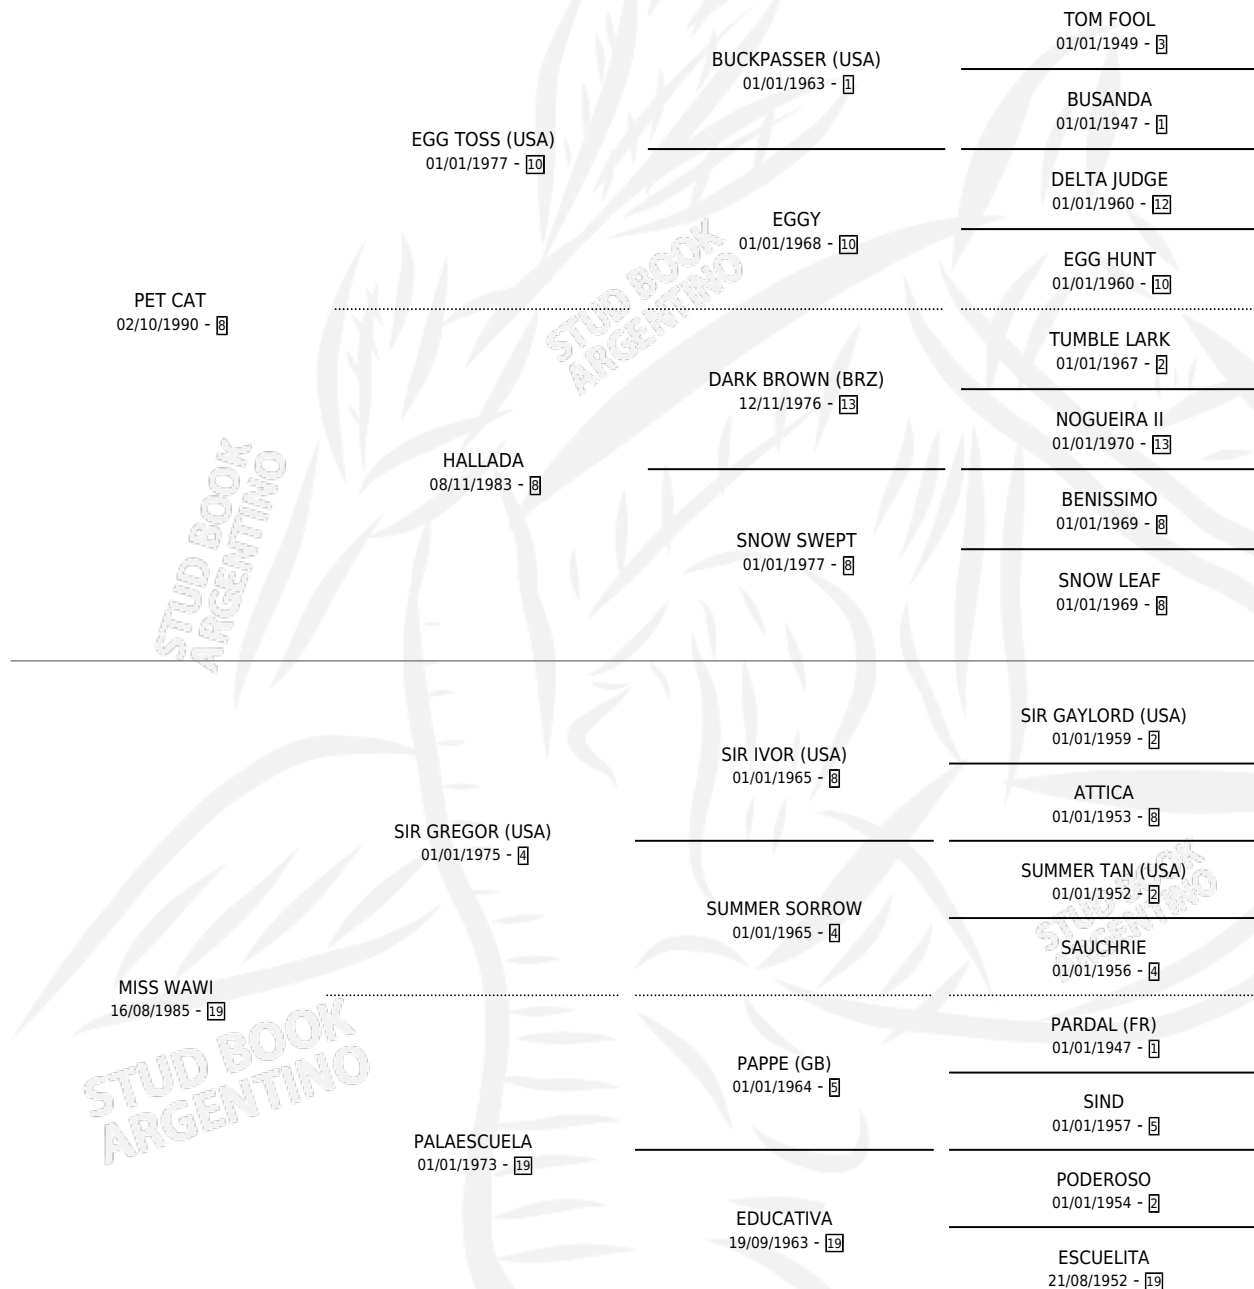 TOM FOOL
01/01/1949 - 3
BUCKPASSER (USA)
01/01/1963 - 1
BUSANDA
01/01/1947 - 1
EGG TOSS (USA)
01/01/1977 - 10
DELTA JUDGE
01/01/1960 - 12
EGGY
01/01/1968 - 10
EGG HUNT
01/01/1960 - 10
PET CAT
02/10/1990 - 8
TUMBLE LARK
01/01/1967 - 2
DARK BROWN (BRZ)
12/11/1976 - 13
NOGUEIRA II
01/01/1970 - 13
HALLADA
08/11/1983 - 8
BENISSIMO
01/01/1969 - 8
SNOW SWEPT
01/01/1977 - 8
SNOW LEAF
01/01/1969 - 8
SIR GAYLORD (USA)
01/01/1959 - 2
SIR IVOR (USA)
01/01/1965 - 8
ATTICA
01/01/1953 - 8
SIR GREGOR (USA)
01/01/1975 - 4
SUMMER TAN (USA)
01/01/1952 - 2
SUMMER SORROW
01/01/1965 - 4
SAUCHRIE
01/01/1956 - 4
MISS WAWI
16/08/1985 - 19
PARDAL (FR)
01/01/1947 - 1
PAPPE (GB)
01/01/1964 - 5
SIND
01/01/1957 - 5
PALAESCUELA
01/01/1973 - 19
PODEROSO
01/01/1954 - 2
EDUCATIVA
19/09/1963 - 19
ESCUELITA
21/08/1952 - 19
STUD BOOK
ARGENTINO
STUD BOOK
ARGENTINO
STUD BOOK
ARGENTINO
STUD BOOK
ARGENTINO